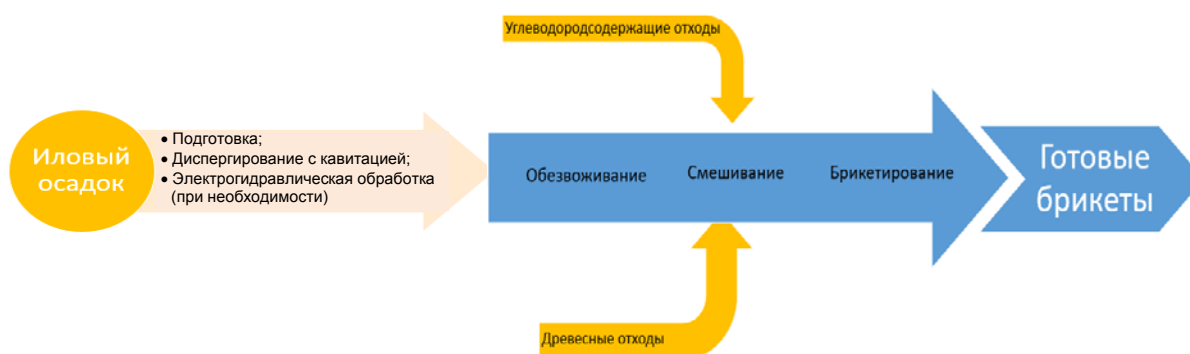 Углеводородсодержащие отходы
Иловый
осадок
• Подготовка;
• Диспергирование с кавитацией;
• Электрогидравлическая обработка
(при необходимости)
Обезвоживание
Смешивание
Брикетирование
Готовые
брикеты
Древесные отходы